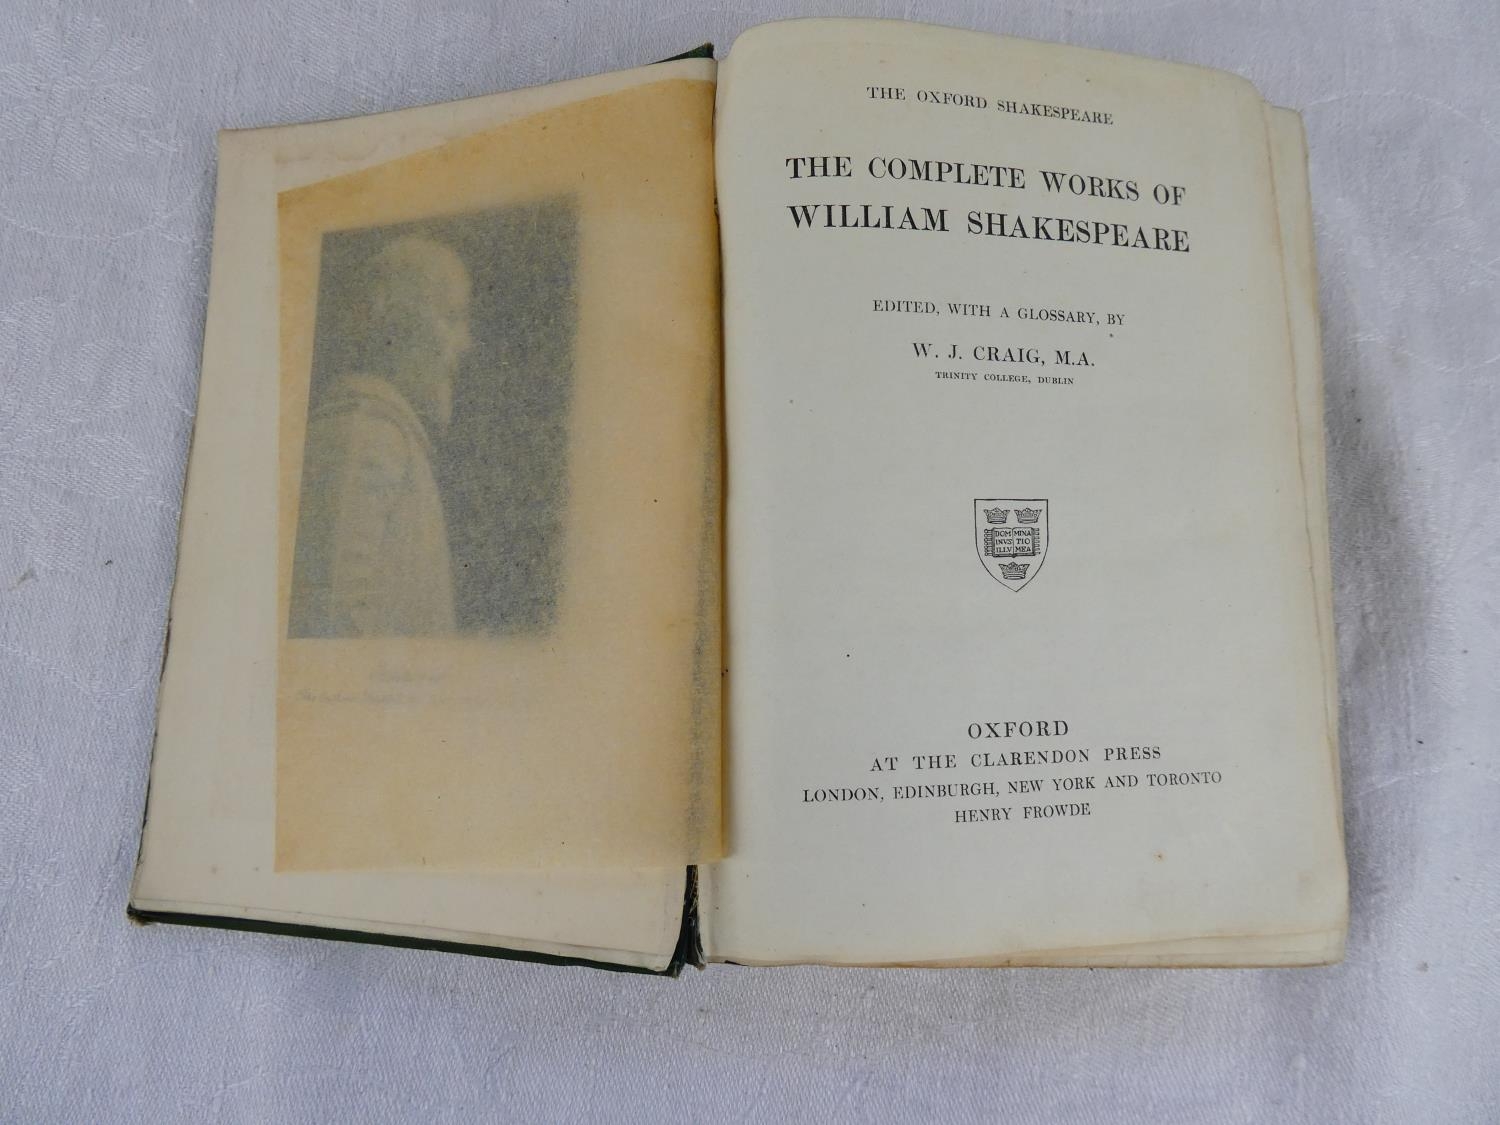 THE OXFORD SHAKESPEARE
THE COMPLETE WORKS OF
WILLIAM SHAKESPEARE
EDITED, WITH A GLOSSARY, BY
W. J. CRAIG, M.A.
TRINITY COLLEGE, DUBLIN
DOM MINA
INVS TIO
ILLV MEA
OXFORD
AT THE CLARENDON PRESS
LONDON, EDINBURGH, NEW YORK AND TORONTO
HENRY FROWDE